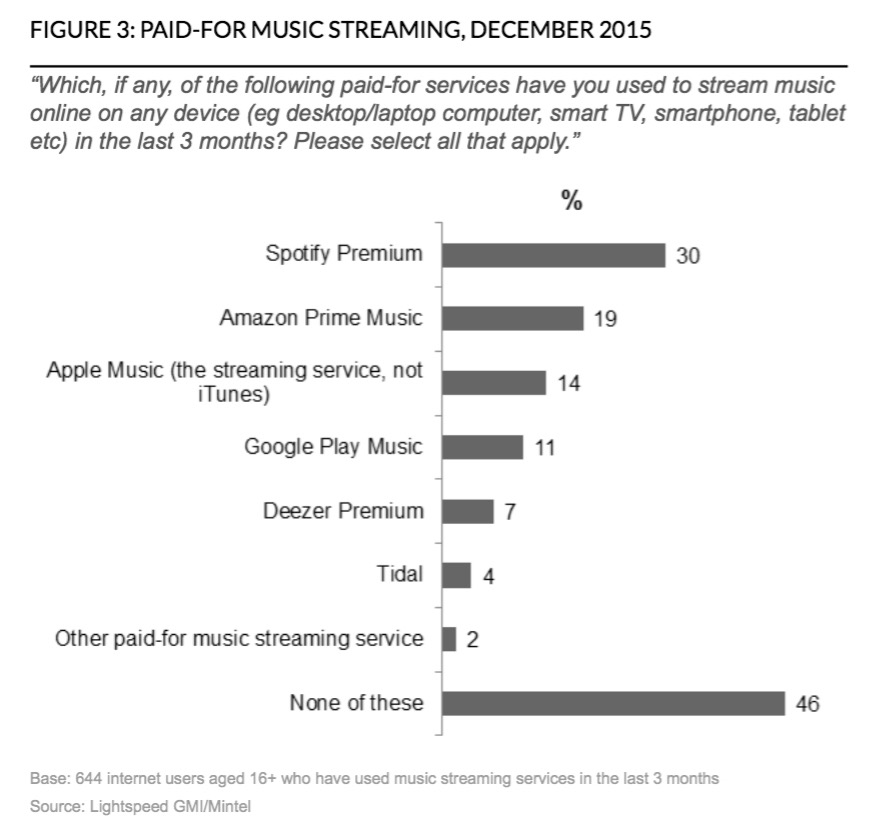 FIGURE 3: PAID-FOR MUSIC STREAMING, DECEMBER 2015
“Which, if any, of the following paid-for services have you used to stream music
online on any device (eg desktop/laptop computer, smart TV, smartphone, tablet
etc) in the last 3 months? Please select all that apply.”
%
Spotify Premium 30
Amazon Prime Music 19
Apple Music (the streaming service, not
iTunes) 14
Google Play Music 11
Deezer Premium 7
Tidal 4
Other paid-for music streaming service 2
None of these 46
Base: 644 internet users aged 16+ who have used music streaming services in the last 3 months
Source: Lightspeed GMI/Mintel